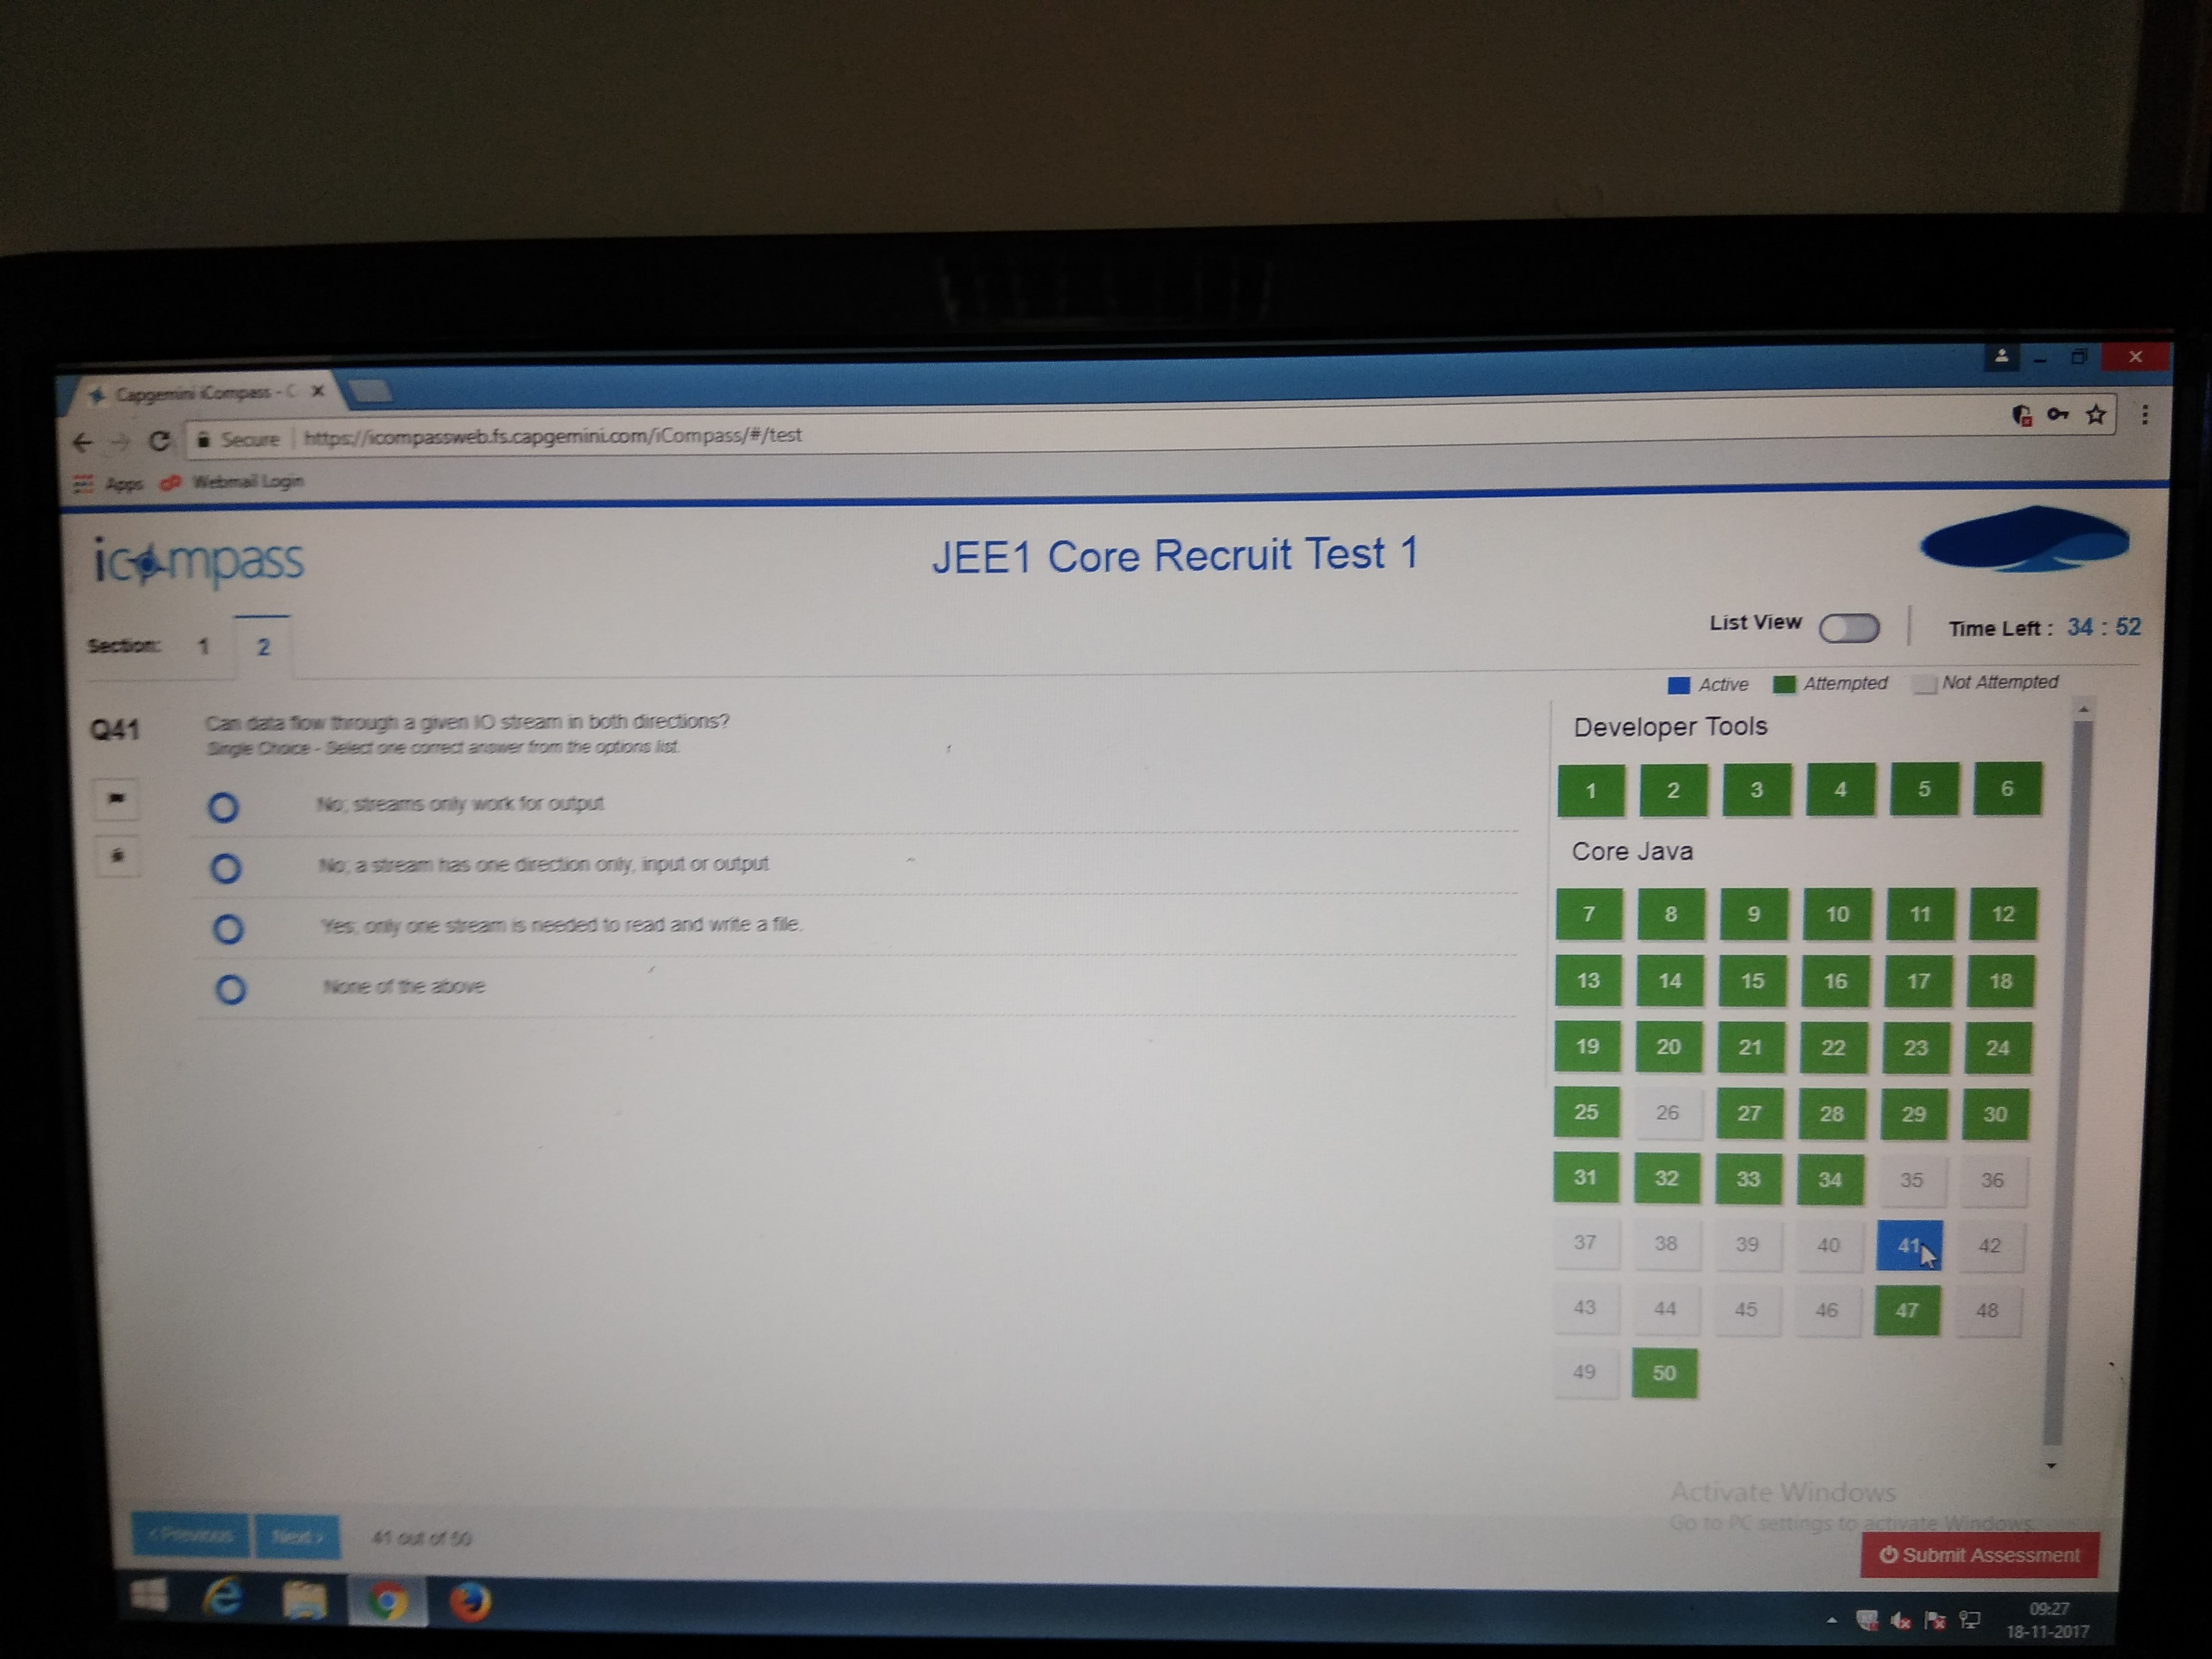 Capgemini iCompass - C
Secure https://icompassweb.fs.capgemini.com/iCompass/#/test
Apps Webmail Login
icompass
JEE1 Core Recruit Test 1
Section: 1 2
List View
Time Left : 34 : 52
Active Attempted Not Attempted
Q41
Can data flow through a given IO stream in both directions?
Single Choice - Select one correct answer from the options list.
No; streams only work for output
No; a stream has one direction only, input or output
Yes; only one stream is needed to read and write a file.
None of the above
Developer Tools
1 2 3 4 5 6
Core Java
7 8 9 10 11 12
13 14 15 16 17 18
19 20 21 22 23 24
25 26 27 28 29 30
31 32 33 34 35 36
37 38 39 40 41 42
43 44 45 46 47 48
49 50
Activate Windows
Go to PC settings to activate Windows.
< Previous Next > 41 out of 50
Submit Assessment
09:27
18-11-2017